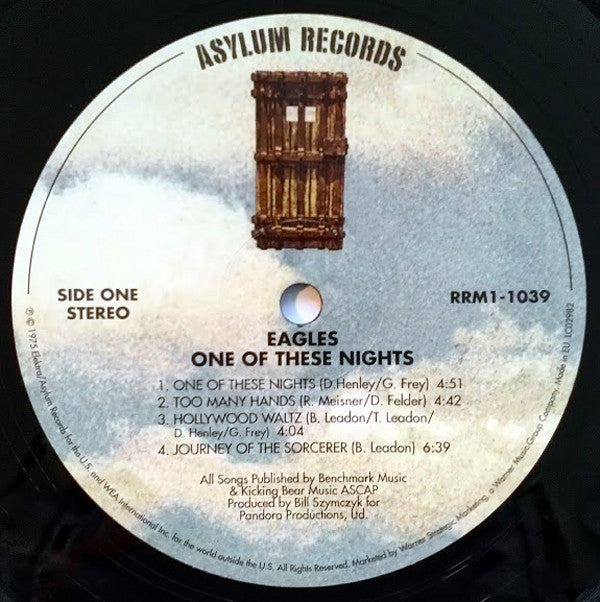 ASYLUM RECORDS
SIDE ONE
STEREO
RRM1-1039
EAGLES
ONE OF THESE NIGHTS
1. ONE OF THESE NIGHTS (D.Henley/G. Frey) 4:51
2. TOO MANY HANDS (R. Meisner/D. Felder) 4:42
3. HOLLYWOOD WALTZ (B. Leadon/T. Leadon/
D. Henley/G. Frey) 4:04
4. JOURNEY OF THE SORCERER (B. Leadon) 6:39
All Songs Published by Benchmark Music
& Kicking Bear Music ASCAP
Produced by Bill Szymczyk for
Pandora Productions, Ltd.
℗ © 1975 Elektra/Asylum Records for the U.S. and WEA International Inc. for the world outside the U.S. All Rights Reserved. Marketed by Warner Strategic Marketing, a Warner Music Group Company. Made in EU. LC02982